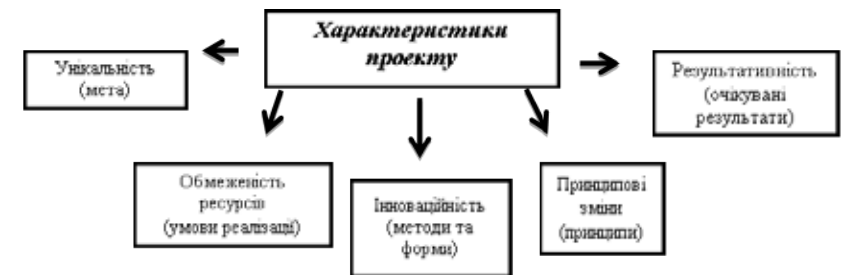 Характеристики
проекту
Унікальність
(мета)
Результативність
(очікувані
результати)
Обмеженість
ресурсів
(умови реалізації)
Інноваційність
(методи та
форми)
Принципові
зміни
(принципи)